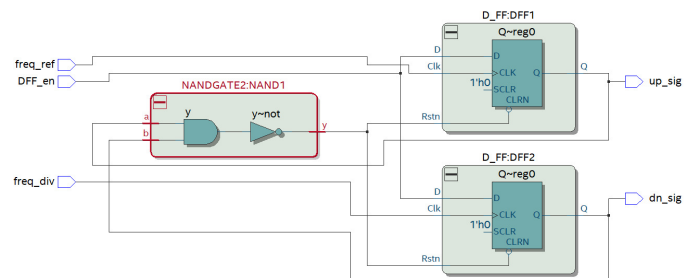 D_FF:DFF1
Q~reg0
freq_ref
DFF_en
D
Clk
D
CLK
Q
Q
1'h0
SCLR
CLRN
Rstn
up_sig
NANDGATE2:NAND1
a
b
y
y~not
y
D_FF:DFF2
Q~reg0
freq_div
D
Clk
D
CLK
Q
Q
1'h0
SCLR
CLRN
Rstn
dn_sig